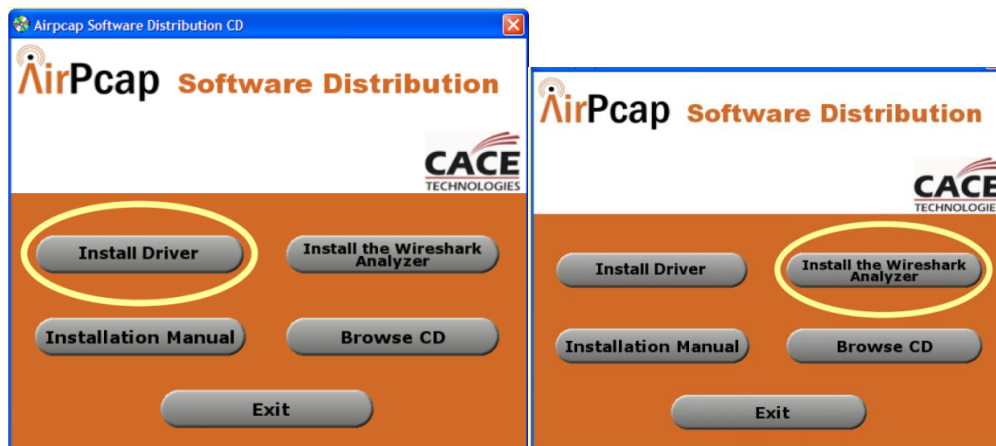 Airpcap Software Distribution CD
AirPcap Software Distribution
CACE
TECHNOLOGIES
Install Driver
Install the Wireshark
Analyzer
Installation Manual
Browse CD
Exit
AirPcap Software Distribution
CACE
TECHNOLOGIE
Install Driver
Install the Wireshark
Analyzer
Installation Manual
Browse CD
Exit